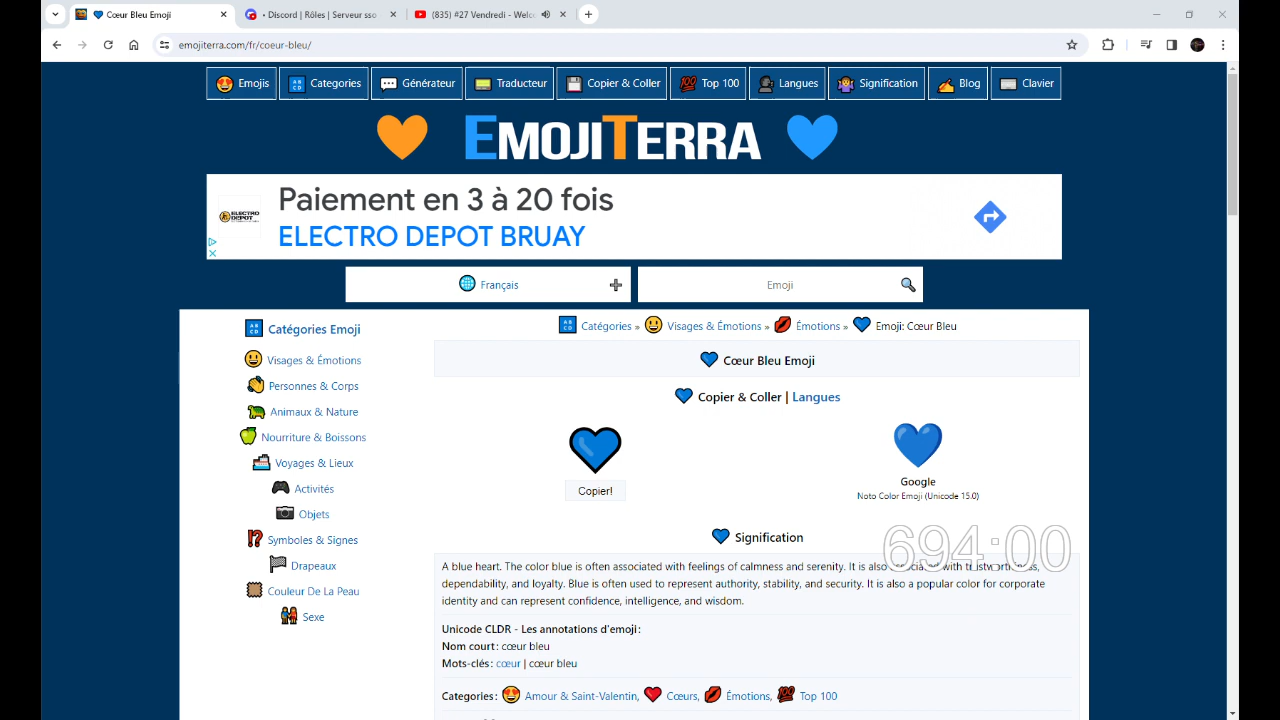 Cœur Bleu Emoji
• Discord | Rôles | Serveur sso
(835) #27 Vendredi - Welc
emojiterra.com/fr/coeur-bleu/
Emojis
Categories
Générateur
Traducteur
Copier & Coller
Top 100
Langues
Signification
Blog
Clavier
EMOJITERRA
ELECTRO DEPOT
Paiement en 3 à 20 fois
ELECTRO DEPOT BRUAY
Français
Emoji
Catégories Emoji
Visages & Émotions
Personnes & Corps
Animaux & Nature
Nourriture & Boissons
Voyages & Lieux
Activités
Objets
Symboles & Signes
Drapeaux
Couleur De La Peau
Sexe
Catégories » Visages & Émotions » Émotions » Emoji: Cœur Bleu
Cœur Bleu Emoji
Copier & Coller | Langues
Copier!
Google
Noto Color Emoji (Unicode 15.0)
Signification
694:00
A blue heart. The color blue is often associated with feelings of calmness and serenity. It is also associated with trustworthiness,
dependability, and loyalty. Blue is often used to represent authority, stability, and security. It is also a popular color for corporate
identity and can represent confidence, intelligence, and wisdom.
Unicode CLDR - Les annotations d'emoji:
Nom court: cœur bleu
Mots-clés: cœur | cœur bleu
Categories: Amour & Saint-Valentin, Cœurs, Émotions, Top 100